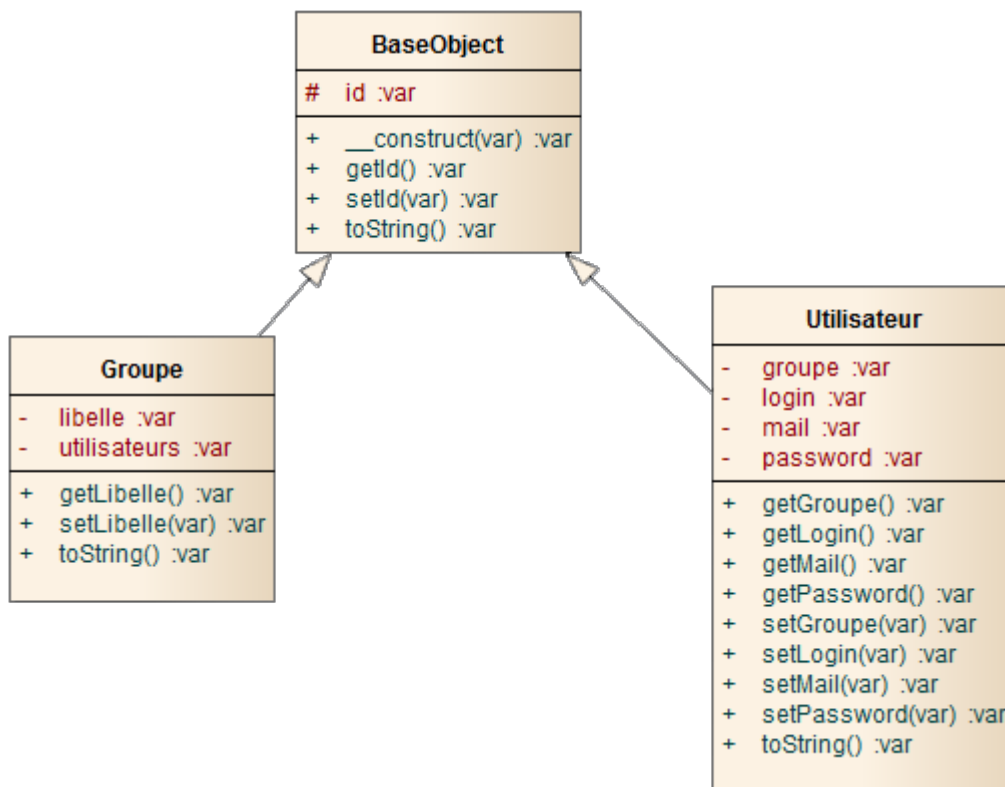 BaseObject
# id :var
+ __construct(var) :var
+ getId() :var
+ setId(var) :var
+ toString() :var
Groupe
- libelle :var
- utilisateurs :var
+ getLibelle() :var
+ setLibelle(var) :var
+ toString() :var
Utilisateur
- groupe :var
- login :var
- mail :var
- password :var
+ getGroupe() :var
+ getLogin() :var
+ getMail() :var
+ getPassword() :var
+ setGroupe(var) :var
+ setLogin(var) :var
+ setMail(var) :var
+ setPassword(var) :var
+ toString() :var